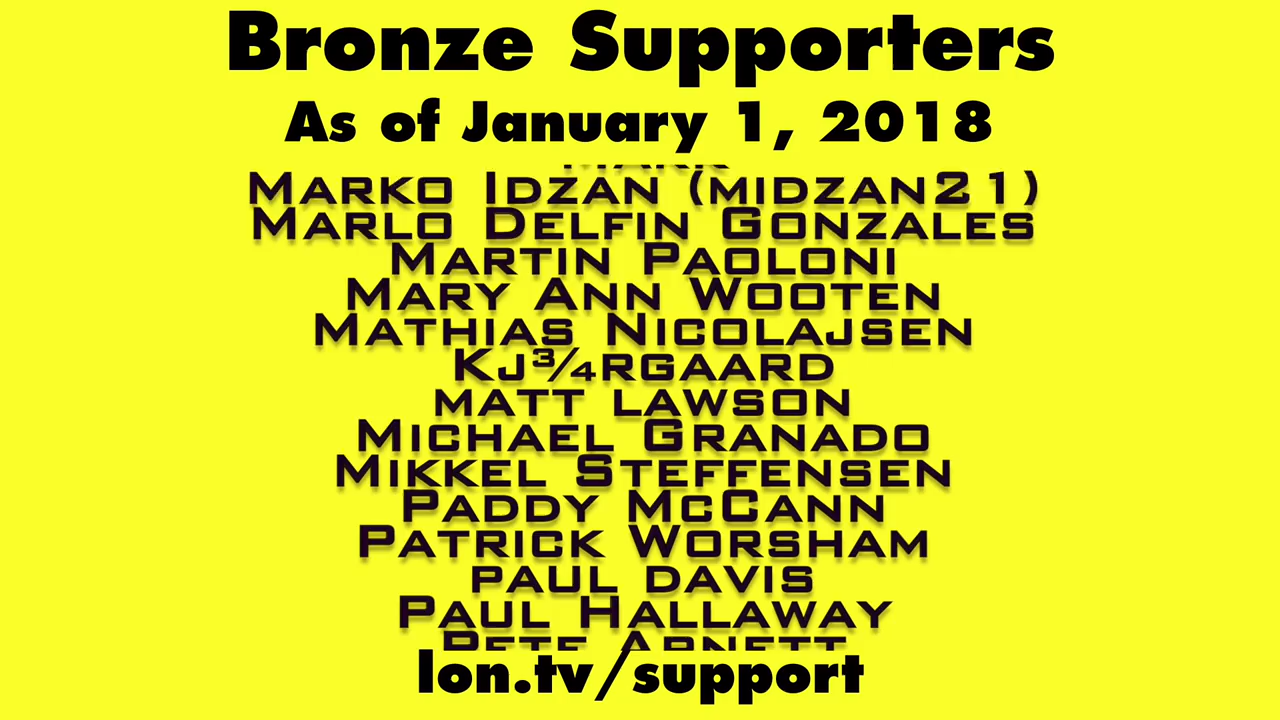 Bronze Supporters
As of January 1, 2018
MARKO IDZAN (MIDZAN21)
MARLO DELFIN GONZALES
MARTIN PAOLONI
MARY ANN WOOTEN
MATHIAS NICOLAJSEN
KJ¾RGAARD
MATT LAWSON
MICHAEL GRANADO
MIKKEL STEFFENSEN
PADDY MCCANN
PATRICK WORSHAM
PAUL DAVIS
PAUL HALLAWAY
PETE ARNETT
lon.tv/support